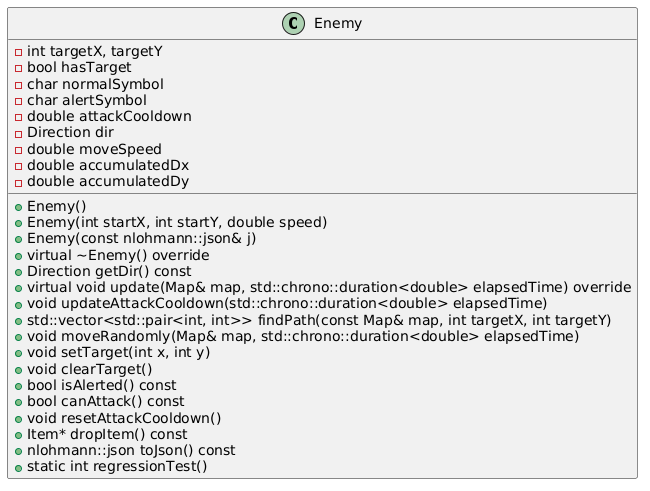 C Enemy
int targetX, targetY
bool hasTarget
char normalSymbol
char alertSymbol
double attackCooldown
Direction dir
double moveSpeed
double accumulatedDx
double accumulatedDy
Enemy()
Enemy(int startX, int startY, double speed)
Enemy(const nlohmann::json& j)
virtual ~Enemy() override
Direction getDir() const
virtual void update(Map& map, std::chrono::duration<double> elapsedTime) override
void updateAttackCooldown(std::chrono::duration<double> elapsedTime)
std::vector<std::pair<int, int>> findPath(const Map& map, int targetX, int targetY)
void moveRandomly(Map& map, std::chrono::duration<double> elapsedTime)
void setTarget(int x, int y)
void clearTarget()
bool isAlerted() const
bool canAttack() const
void resetAttackCooldown()
Item* dropItem() const
nlohmann::json toJson() const
static int regressionTest()